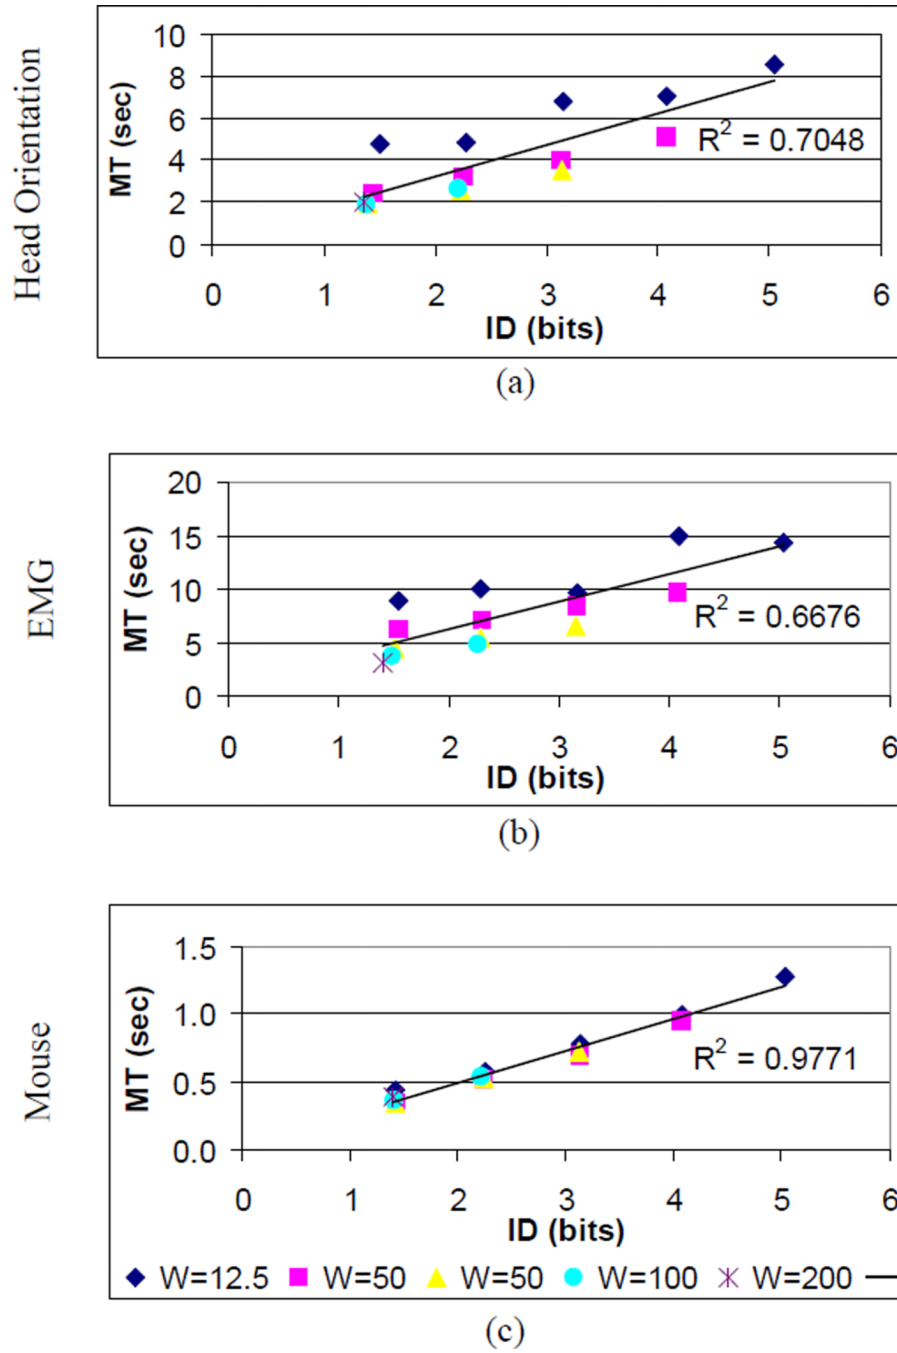 Head Orientation
MT (sec)
10
8
6
4
2
0
R² = 0.7048
0 1 2 3 4 5 6
ID (bits)
(a)
EMG
MT (sec)
20
15
10
5
0
R² = 0.6676
0 1 2 3 4 5 6
ID (bits)
(b)
Mouse
MT (sec)
1.5
1.0
0.5
0.0
R² = 0.9771
0 1 2 3 4 5 6
ID (bits)
W=12.5 W=50 W=50 W=100 W=200
(c)